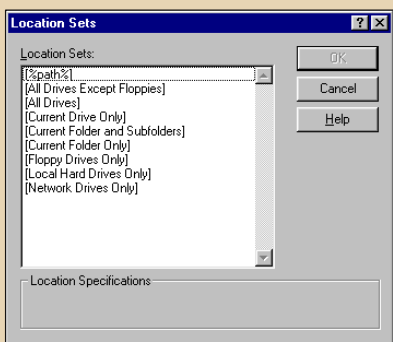 Location Sets
Location Sets:
[%path%]
[All Drives Except Floppies]
[All Drives]
[Current Drive Only]
[Current Folder and Subfolders]
[Current Folder Only]
[Floppy Drives Only]
[Local Hard Drives Only]
[Network Drives Only]
OK
Cancel
Help
Location Specifications